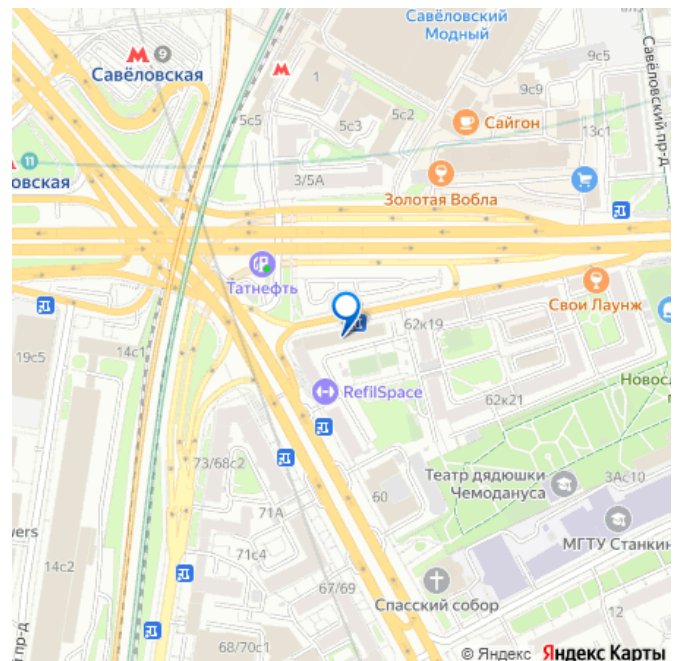 Савёловский
Модный
9
Савёловская
9с5
1
9с9
5с2
5с5
5с3
Сайгон
13с1
Савёловский пр-д
11
овская
3/5А
Золотая Вобла
Татнефть
Свои Лаунж
62к19
14с1
19с5
RefilSpace
62к21
Новосл
73/68с2
Театр дядюшки
Чемодануса
3Ас10
60
71А
МГТУ Станкин
wers
71с4
14с2
67/69
Спасский собор
12
68/70с1
п пр-д
© Яндекс Яндекс Карты